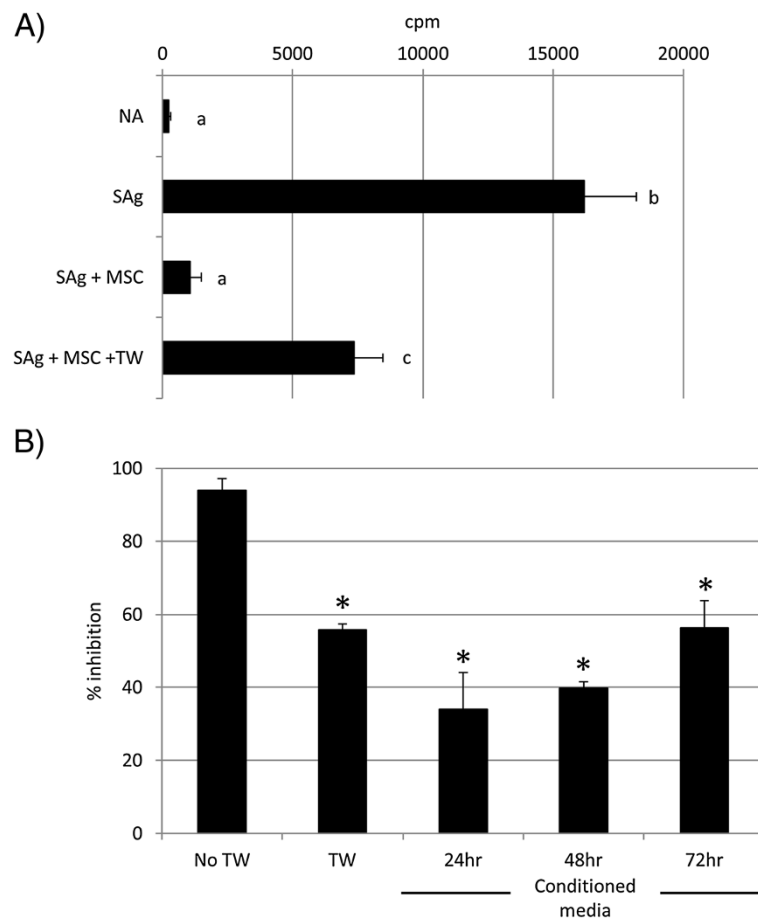 A)
cpm
0 5000 10000 15000 20000
NA a
SAg b
SAg + MSC a
SAg + MSC +TW c
B)
100
80
60
40
20
0
% inhibition
* * * *
No TW TW 24hr 48hr 72hr
Conditioned
media